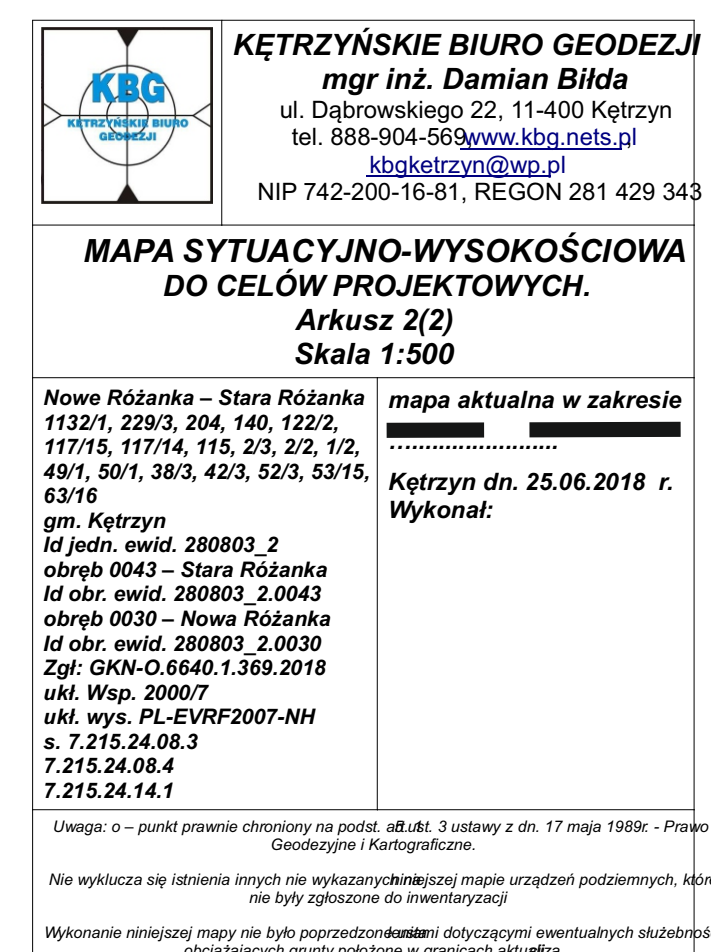 KBG
KĘTRZYŃSKIE BIURO
GEODEZJI
KĘTRZYŃSKIE BIURO GEODEZJI
mgr inż. Damian Biłda
ul. Dąbrowskiego 22, 11-400 Kętrzyn
tel. 888-904-569, www.kbg.nets.pl
kbgketrzyn@wp.pl
NIP 742-200-16-81, REGON 281 429 343
MAPA SYTUACYJNO-WYSOKOŚCIOWA
DO CELÓW PROJEKTOWYCH.
Arkusz 2(2)
Skala 1:500
Nowe Różanka – Stara Różanka
1132/1, 229/3, 204, 140, 122/2,
117/15, 117/14, 115, 2/3, 2/2, 1/2,
49/1, 50/1, 38/3, 42/3, 52/3, 53/15,
63/16
gm. Kętrzyn
Id jedn. ewid. 280803_2
obręb 0043 – Stara Różanka
Id obr. ewid. 280803_2.0043
obręb 0030 – Nowa Różanka
Id obr. ewid. 280803_2.0030
Zgł: GKN-O.6640.1.369.2018
ukł. Wsp. 2000/7
ukł. wys. PL-EVRF2007-NH
s. 7.215.24.08.3
7.215.24.08.4
7.215.24.14.1
mapa aktualna w zakresie
…......................
Kętrzyn dn. 25.06.2018 r.
Wykonał:
Uwaga: o – punkt prawnie chroniony na podst. ust. 3 ustawy z dn. 17 maja 1989r. - Prawo
Geodezyjne i Kartograficzne.
Nie wyklucza się istnienia innych nie wykazanych niniejszej mapie urządzeń podziemnych, któr
nie były zgłoszone do inwentaryzacji
Wykonanie niniejszej mapy nie było poprzedzone dotyczącymi ewentualnych służebnoś
obciążających grunty położone w granicach